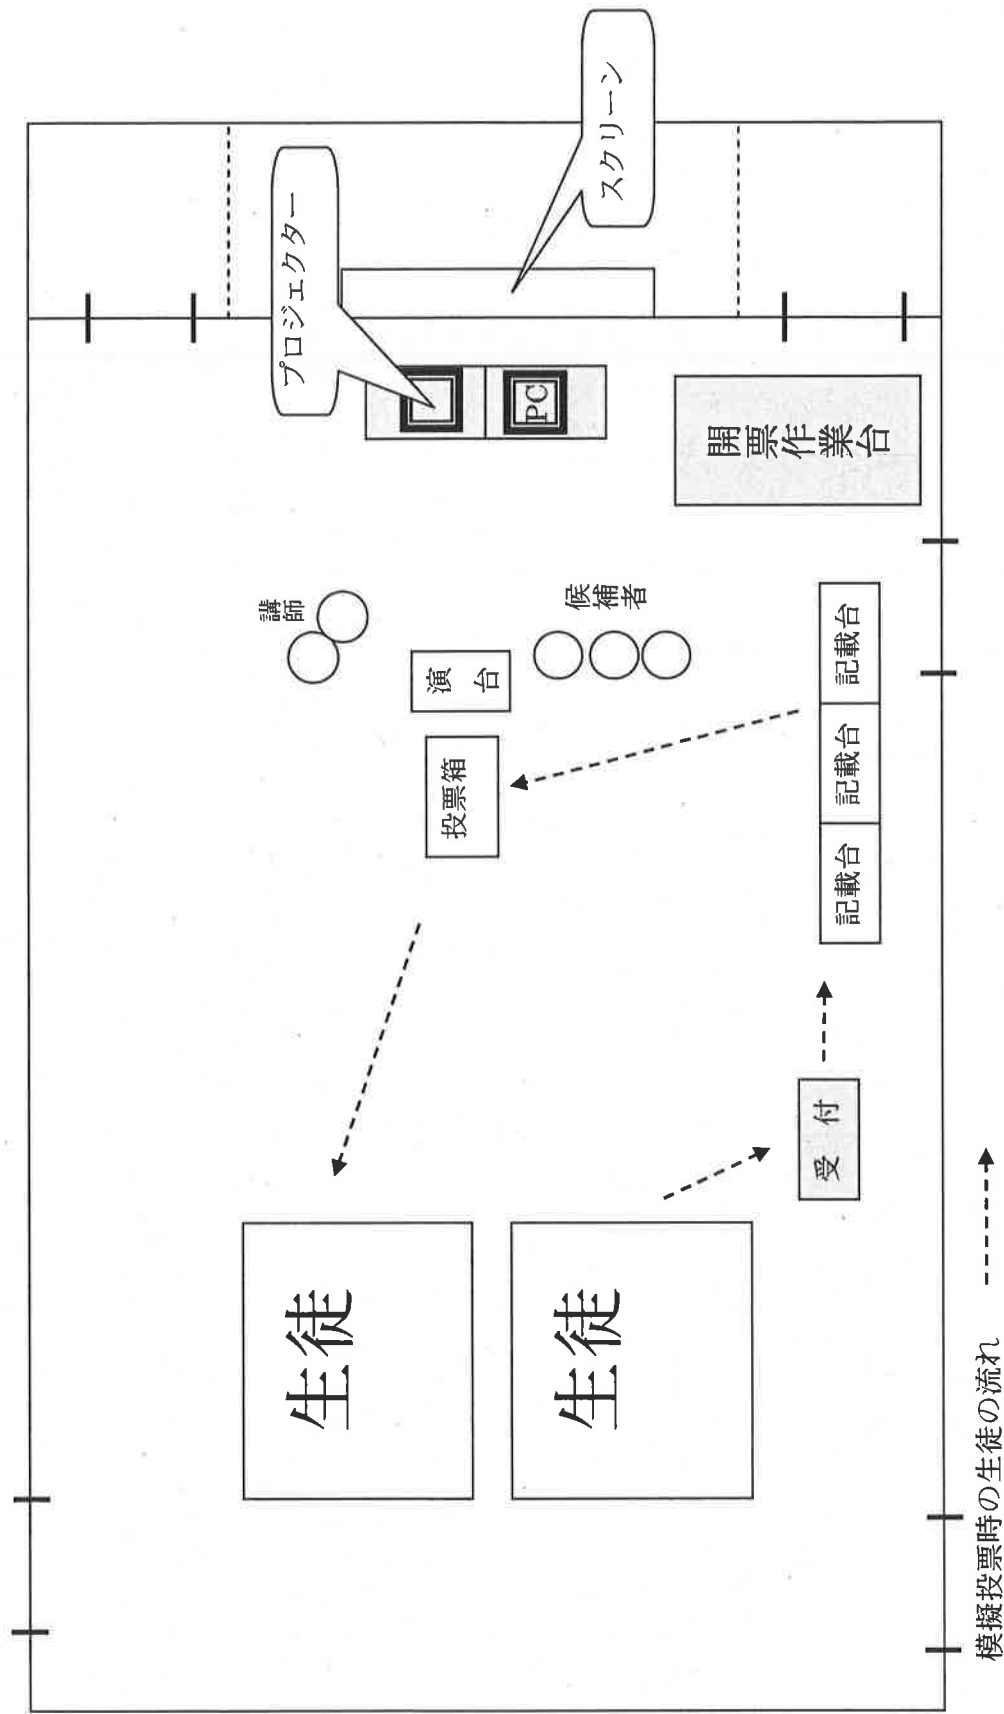 スクリーン
プロジェクター
PC
開票作業台
講師
演台
候補者
投票箱
記載台
記載台
記載台
受付
生徒
生徒
模擬投票時の生徒の流れ